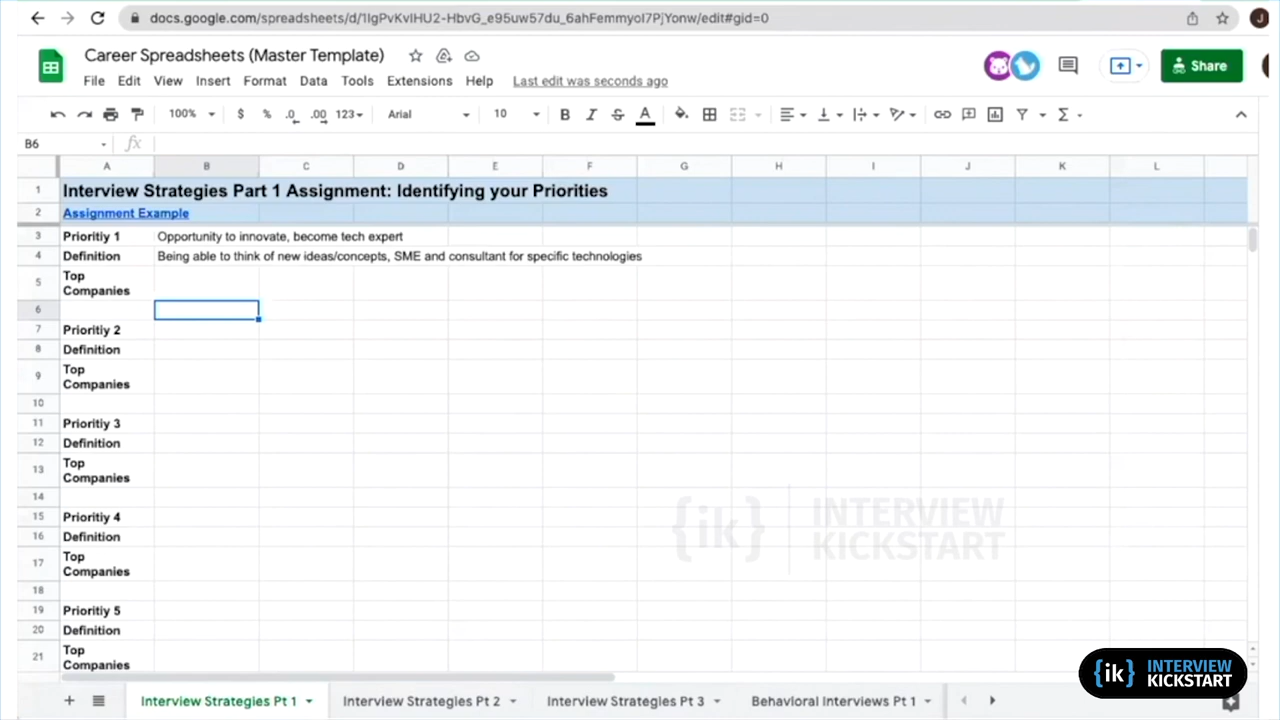 docs.google.com/spreadsheets/d/1IgPvKvIHU2-HbvG_e95uw57du_6ahFemmyoI7PjYonw/edit#gid=0
J
Career Spreadsheets (Master Template)
File Edit View Insert Format Data Tools Extensions Help Last edit was seconds ago
Share
100% $ % .0 .00 123 Arial 10 B I S A Σ
B6 fx
A B C D E F G H I J K L
1 Interview Strategies Part 1 Assignment: Identifying your Priorities
2 Assignment Example
3 Prioritiy 1 Opportunity to innovate, become tech expert
4 Definition Being able to think of new ideas/concepts, SME and consultant for specific technologies
5 Top Companies
6
7 Prioritiy 2
8 Definition
9 Top Companies
10
11 Prioritiy 3
12 Definition
13 Top Companies
14
15 Prioritiy 4
16 Definition
17 Top Companies
18
19 Prioritiy 5
20 Definition
21 Top Companies
{ik} INTERVIEW KICKSTART
{ik} INTERVIEW KICKSTART
Interview Strategies Pt 1 Interview Strategies Pt 2 Interview Strategies Pt 3 Behavioral Interviews Pt 1